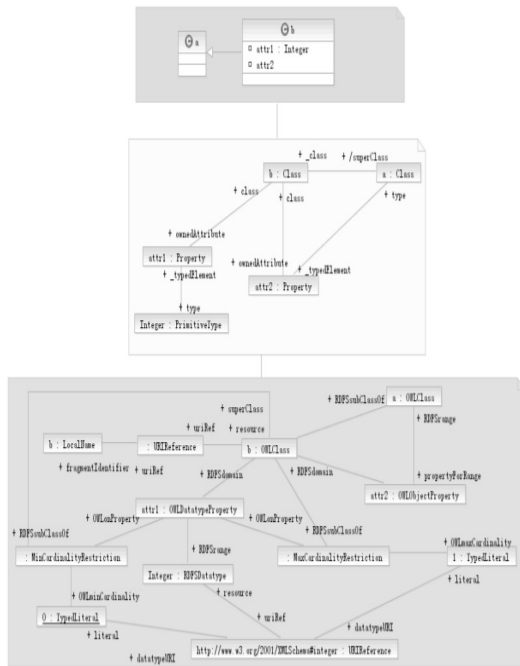 a
b
attr1 : Integer
attr2
+ _class
+ /superClass
b : Class
a : Class
+ class
+ class
+ type
+ ownedAttribute
attr1 : Property
+ ownedAttribute
+ _typedElement
+ _typedElement
attr2 : Property
+ type
Integer : PrimitiveType
+ superClass
+ RDFSsubClassOf
a : OWLClass
+ RDFSrange
+ uriRef
+ resource
b : LocalName
: URIReference
b : OWLClass
+ fragmentIdentifier
+ uriRef
+ RDFSdomain
+ RDFSdomain
+ propertyForRange
attr1 : OWLDatatypeProperty
attr2 : OWLObjectProperty
+ OWLonProperty
+ OWLonProperty
+ RDFSsubClassOf
+ RDFSsubClassOf
+ OWLmaxCardinality
: MinCardinalityRestriction
+ RDFSrange
: MaxCardinalityRestriction
1 : TypedLiteral
Integer : RDFSDatatype
+ literal
+ OWLminCardinality
+ resource
0 : TypedLiteral
+ uriRef
+ literal
+ datatypeURI
http://www.w3.org/2001/XMLSchema#integer : URIReference
+ datatypeURI